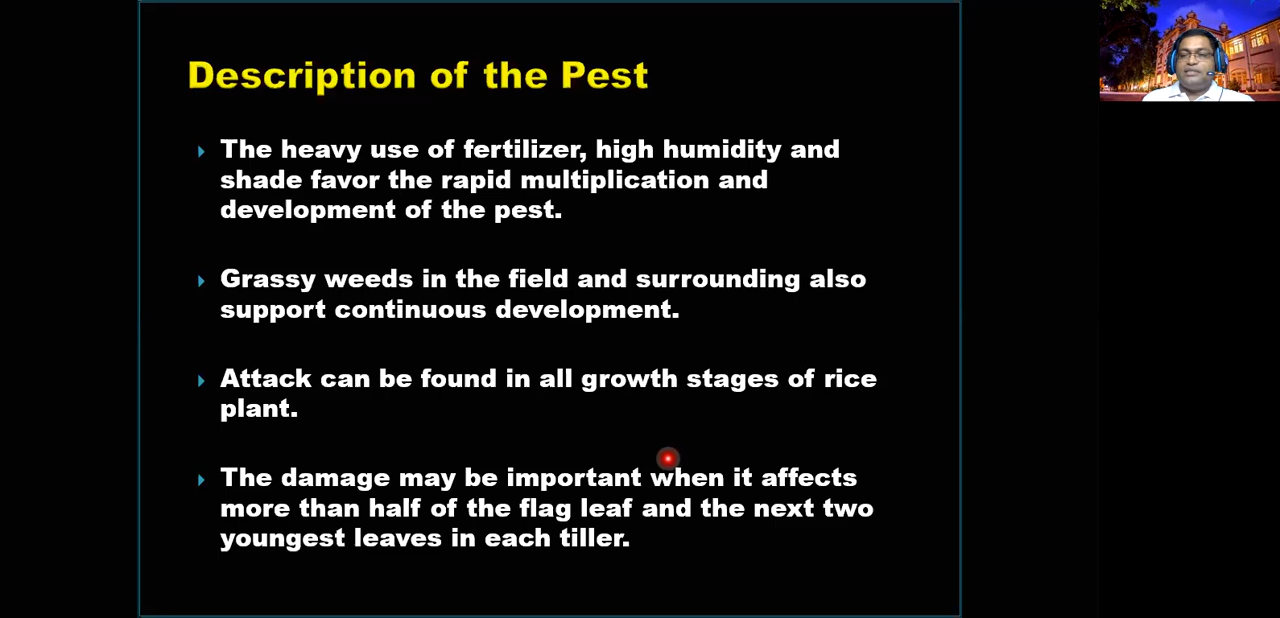 Description of the Pest
The heavy use of fertilizer, high humidity and
shade favor the rapid multiplication and
development of the pest.
Grassy weeds in the field and surrounding also
support continuous development.
Attack can be found in all growth stages of rice
plant.
The damage may be important when it affects
more than half of the flag leaf and the next two
youngest leaves in each tiller.